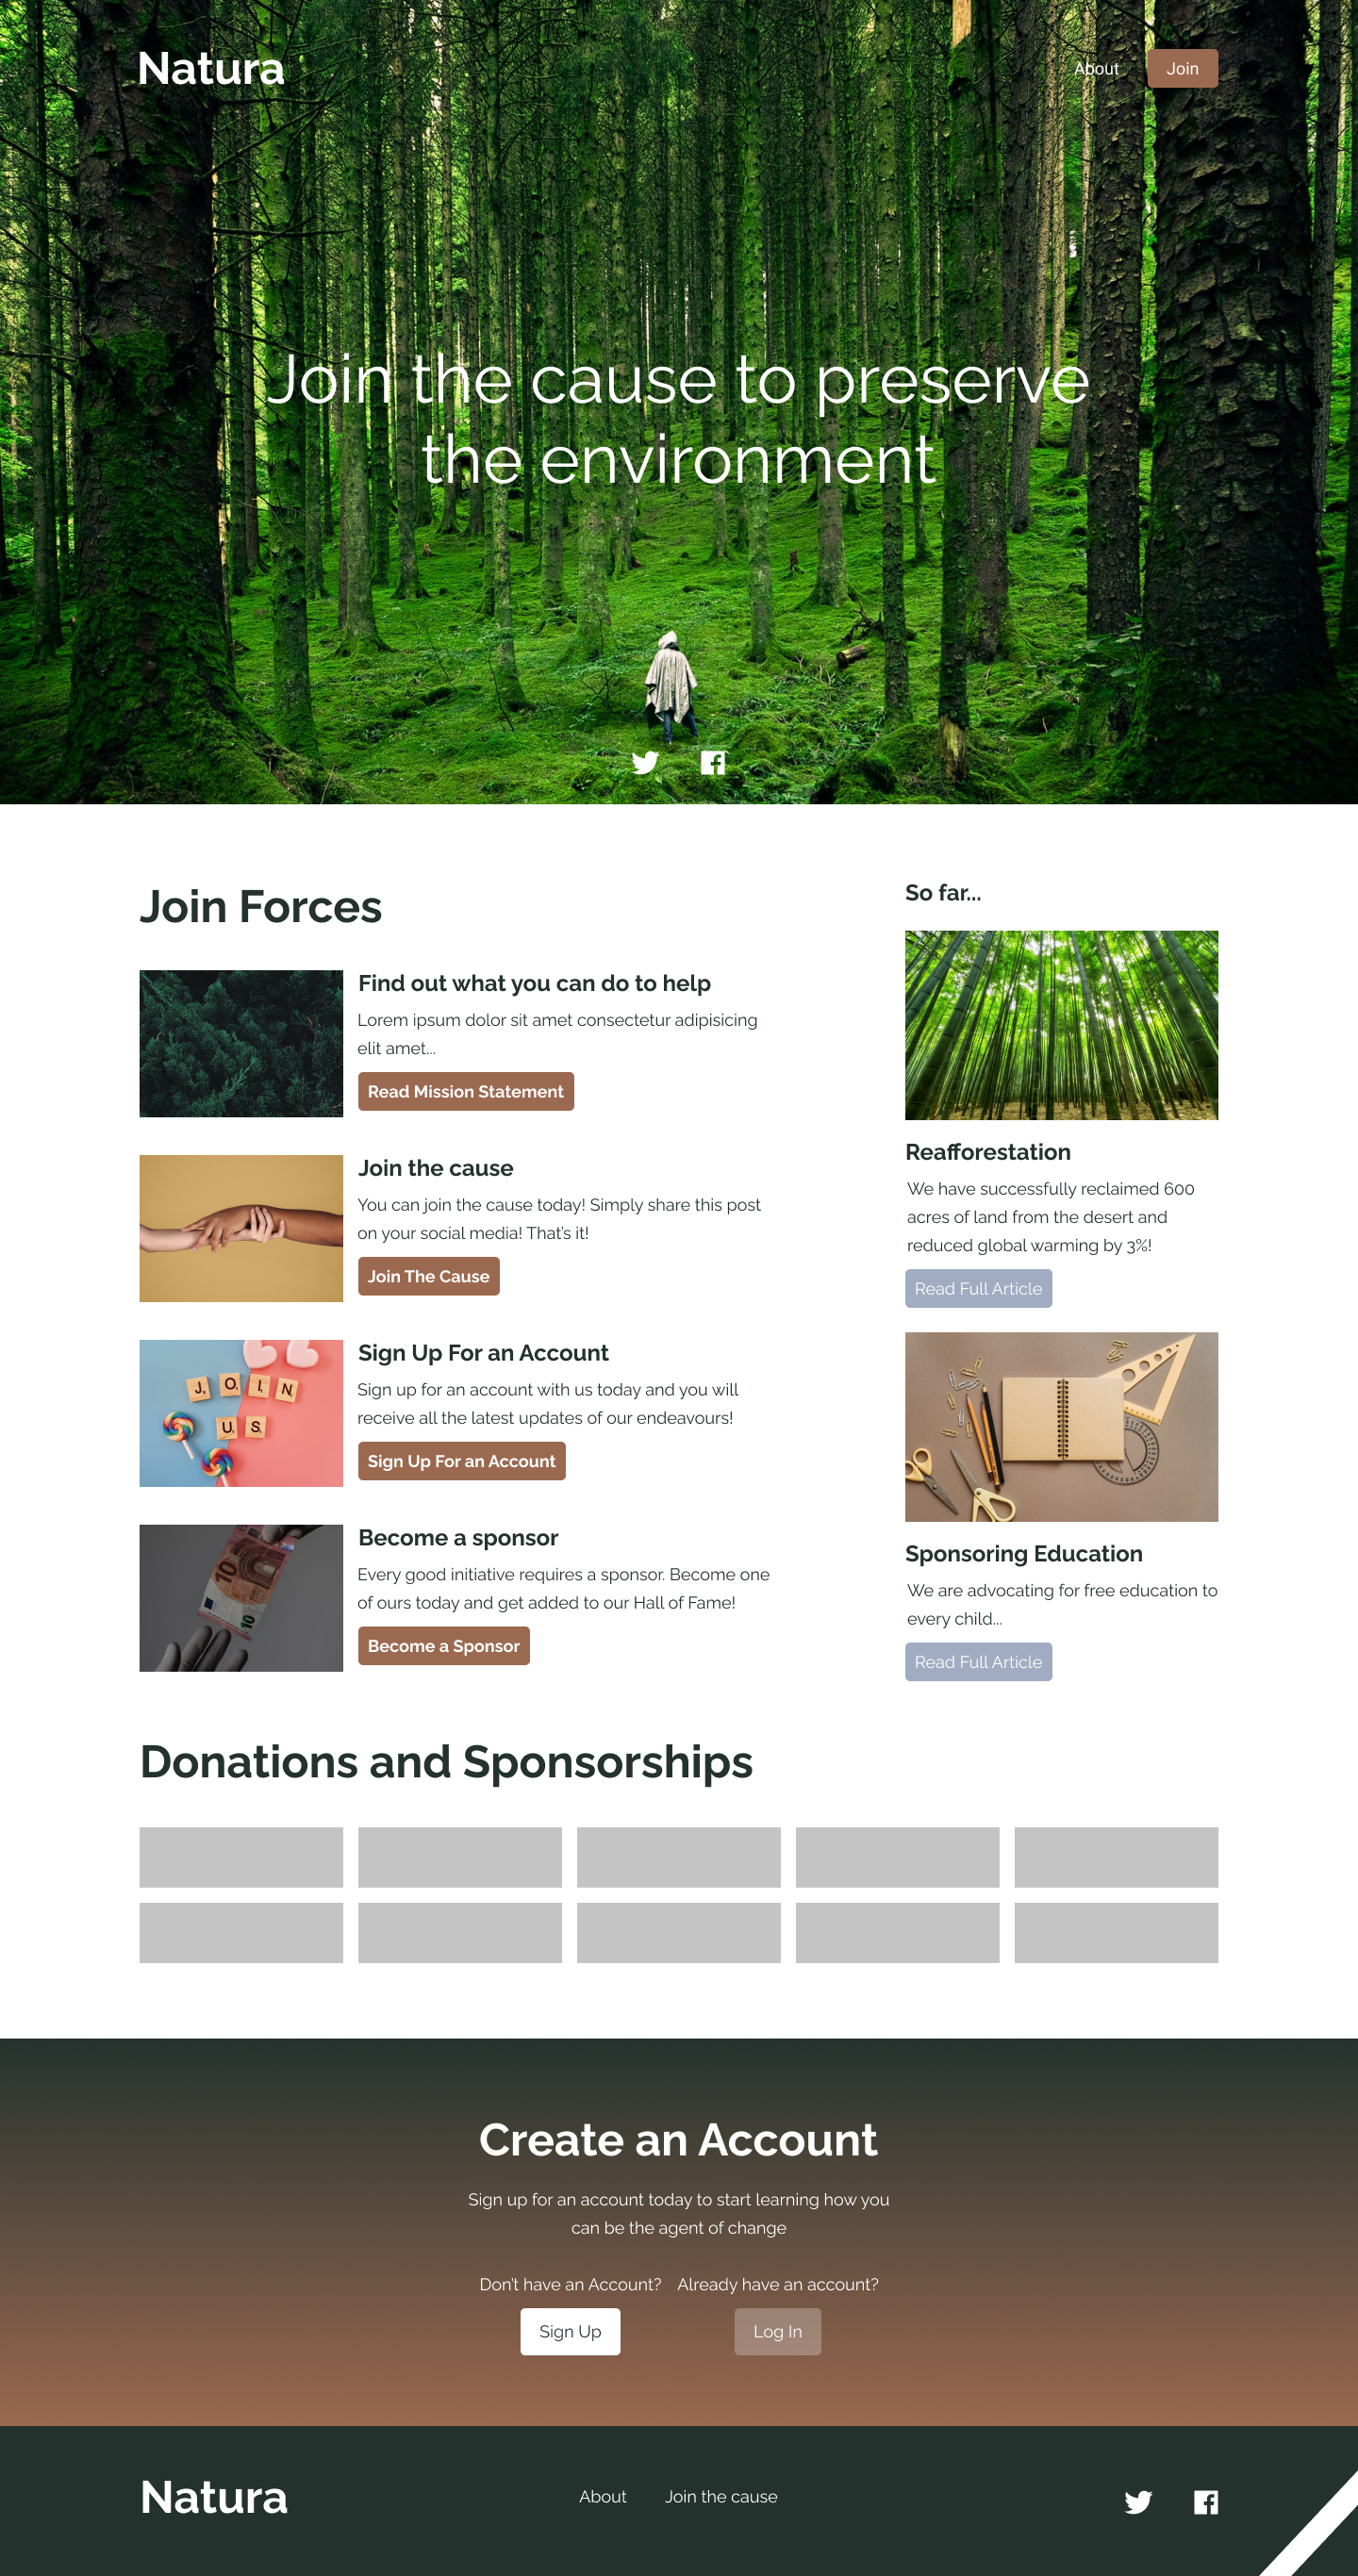 Natura
About
Join
Join the cause to preserve
the environment
Join Forces
Find out what you can do to help
Lorem ipsum dolor sit amet consectetur adipisicing
elit amet...
Read Mission Statement
Join the cause
You can join the cause today! Simply share this post
on your social media! That's it!
Join The Cause
JOIN
US
Sign Up For an Account
Sign up for an account with us today and you will
receive all the latest updates of our endeavours!
Sign Up For an Account
10
10
Become a sponsor
Every good initiative requires a sponsor. Become one
of ours today and get added to our Hall of Fame!
Become a Sponsor
So far...
Reafforestation
We have successfully reclaimed 600
acres of land from the desert and
reduced global warming by 3%!
Read Full Article
Sponsoring Education
We are advocating for free education to
every child...
Read Full Article
Donations and Sponsorships
Create an Account
Sign up for an account today to start learning how you
can be the agent of change
Don't have an Account?
Already have an account?
Sign Up
Log In
Natura
About
Join the cause